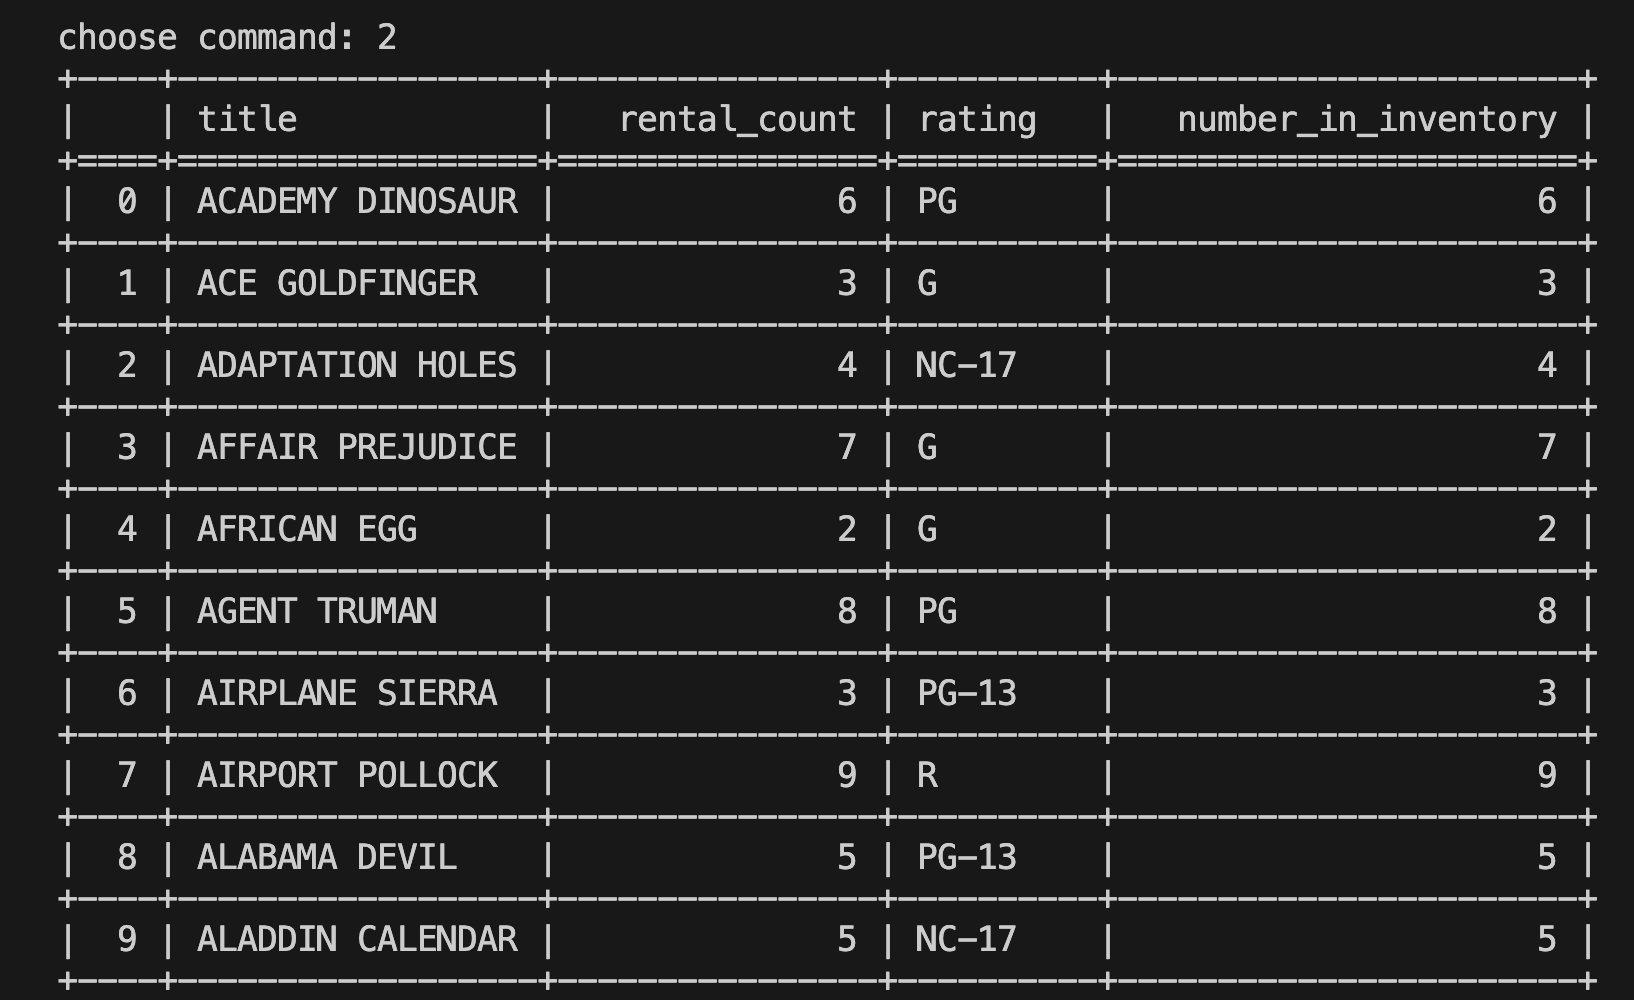 choose command: 2
+----+------------------+----------------+----------+-----------------------+
|    | title            |   rental_count | rating   |   number_in_inventory |
+====+==================+================+==========+=======================+
|  0 | ACADEMY DINOSAUR |              6 | PG       |                     6 |
+----+------------------+----------------+----------+-----------------------+
|  1 | ACE GOLDFINGER   |              3 | G        |                     3 |
+----+------------------+----------------+----------+-----------------------+
|  2 | ADAPTATION HOLES |              4 | NC-17    |                     4 |
+----+------------------+----------------+----------+-----------------------+
|  3 | AFFAIR PREJUDICE |              7 | G        |                     7 |
+----+------------------+----------------+----------+-----------------------+
|  4 | AFRICAN EGG      |              2 | G        |                     2 |
+----+------------------+----------------+----------+-----------------------+
|  5 | AGENT TRUMAN     |              8 | PG       |                     8 |
+----+------------------+----------------+----------+-----------------------+
|  6 | AIRPLANE SIERRA  |              3 | PG-13    |                     3 |
+----+------------------+----------------+----------+-----------------------+
|  7 | AIRPORT POLLOCK  |              9 | R        |                     9 |
+----+------------------+----------------+----------+-----------------------+
|  8 | ALABAMA DEVIL    |              5 | PG-13    |                     5 |
+----+------------------+----------------+----------+-----------------------+
|  9 | ALADDIN CALENDAR |              5 | NC-17    |                     5 |
+----+------------------+----------------+----------+-----------------------+